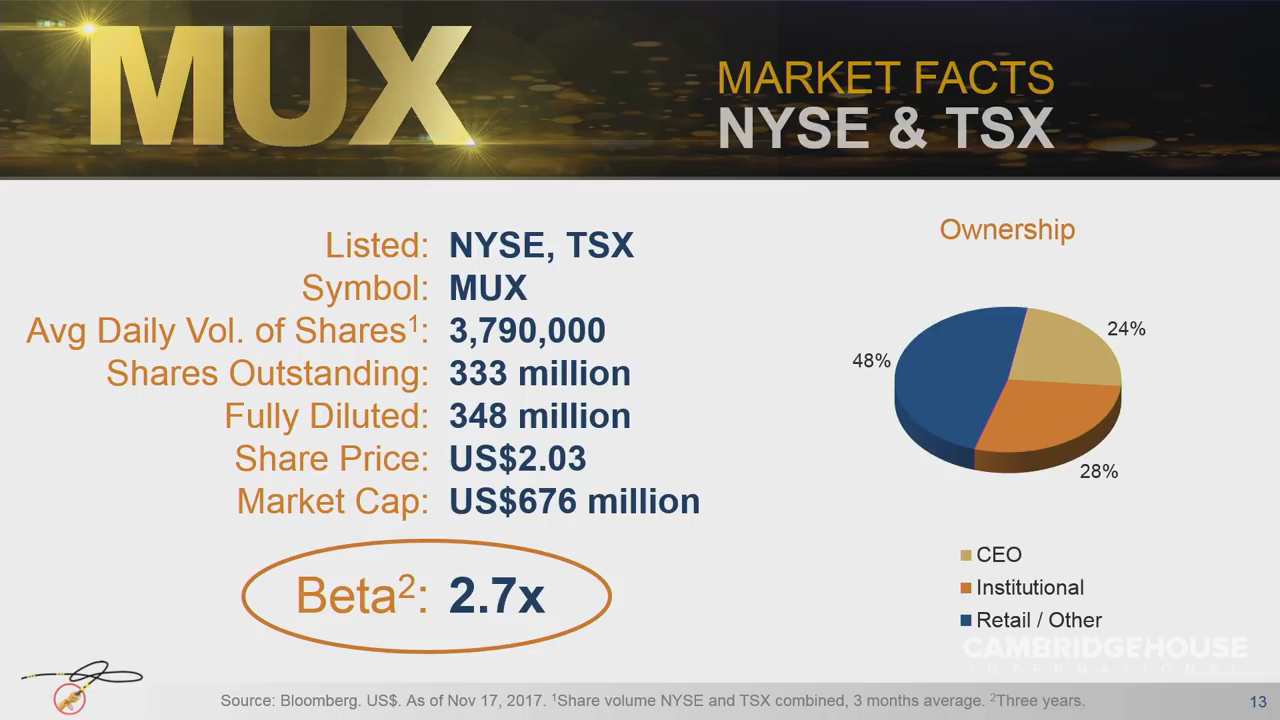 MUX
MARKET FACTS
NYSE & TSX
Listed: NYSE, TSX
Symbol: MUX
Avg Daily Vol. of Shares¹: 3,790,000
Shares Outstanding: 333 million
Fully Diluted: 348 million
Share Price: US$2.03
Market Cap: US$676 million
Beta²: 2.7x
Ownership
24%
48%
28%
CEO
Institutional
Retail / Other
CAMBRIDGEHOUSE
INTERNATIONAL
Source: Bloomberg. US$. As of Nov 17, 2017. ¹Share volume NYSE and TSX combined, 3 months average. ²Three years.
13